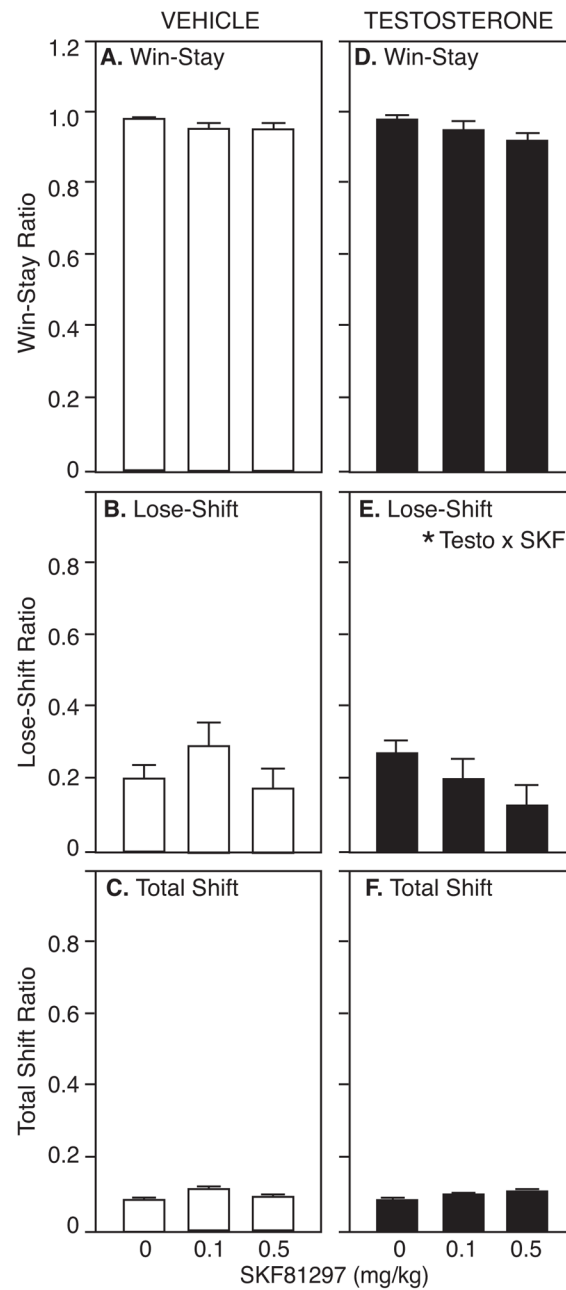 VEHICLE
TESTOSTERONE
A. Win-Stay
D. Win-Stay
Win-Stay Ratio
1.2
1.0
0.8
0.6
0.4
0.2
0
B. Lose-Shift
E. Lose-Shift
* Testo x SKF
Lose-Shift Ratio
0.8
0.6
0.4
0.2
0
C. Total Shift
F. Total Shift
Total Shift Ratio
0.8
0.6
0.4
0.2
0
0 0.1 0.5
0 0.1 0.5
SKF81297 (mg/kg)